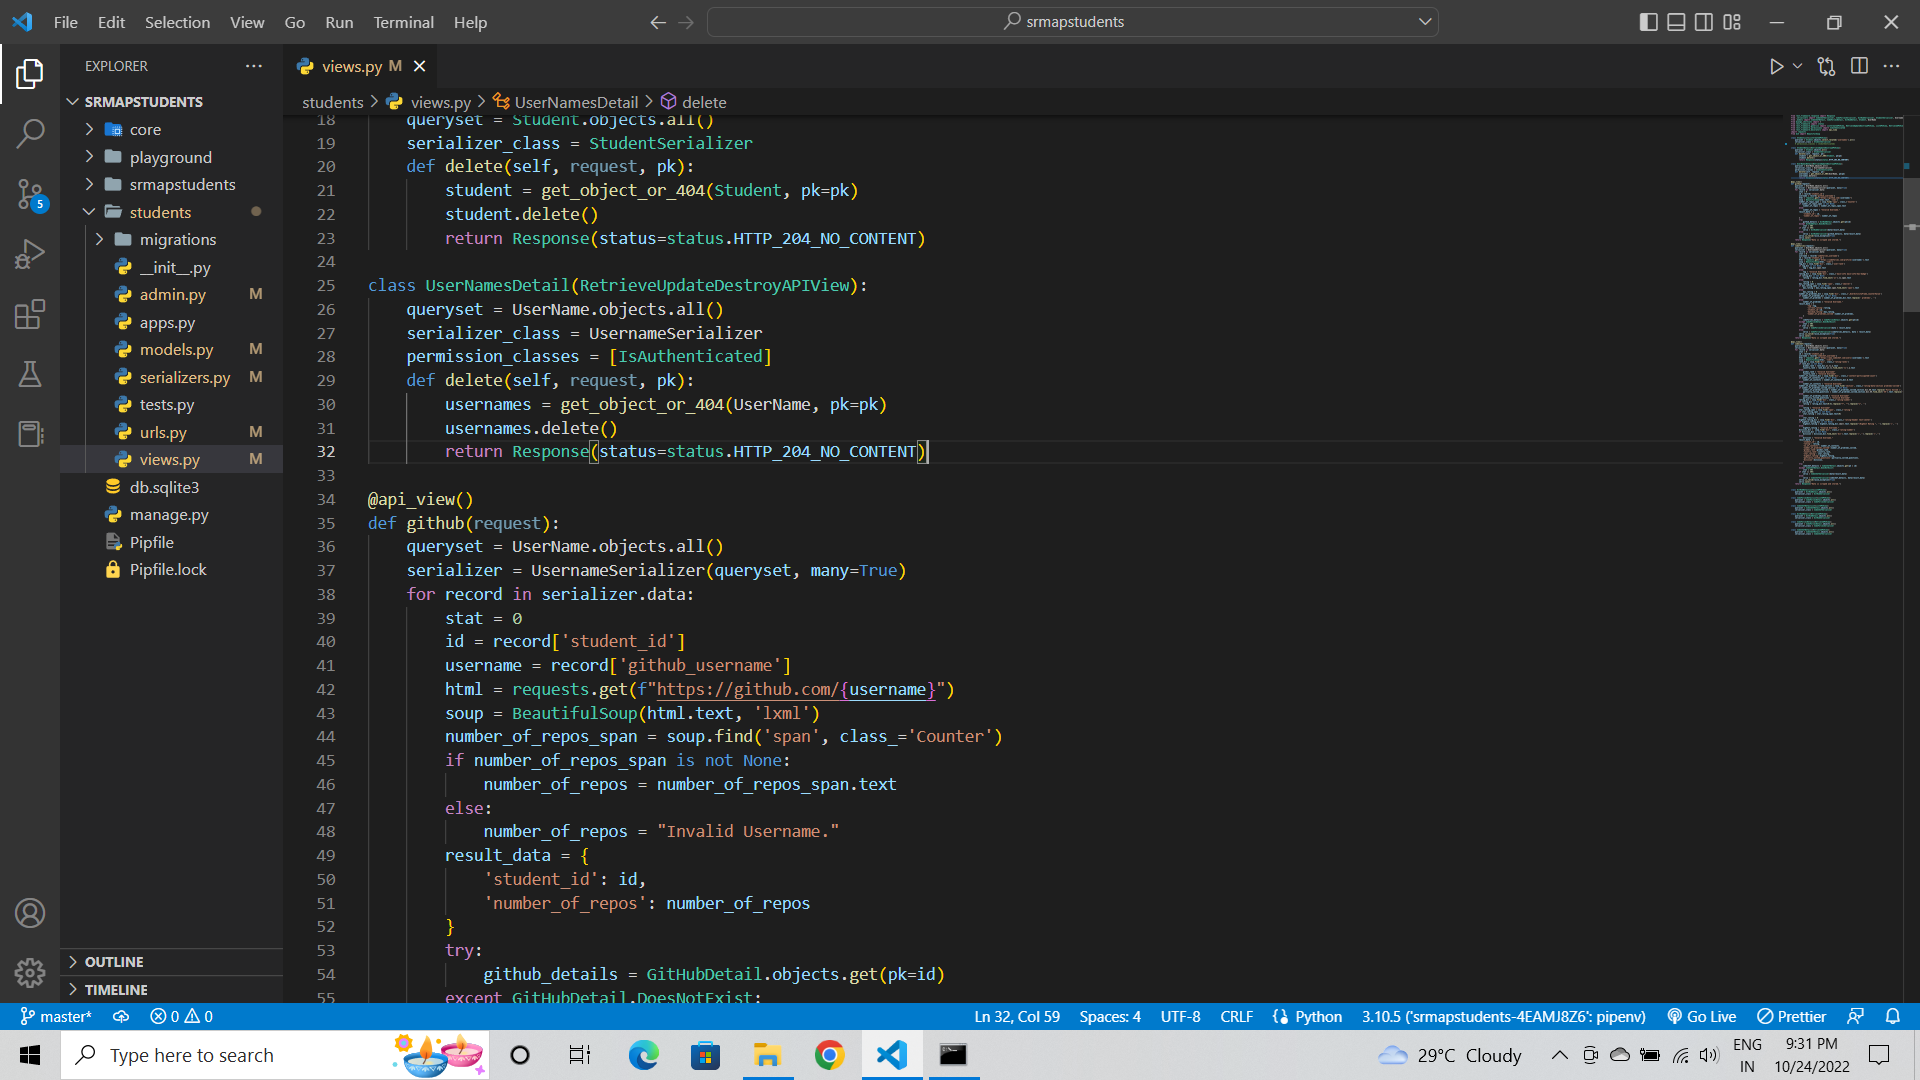 File Edit Selection View Go Run Terminal Help
srmapstudents
EXPLORER
SRMAPSTUDENTS
core
playground
srmapstudents
students
migrations
__init__.py
admin.py M
apps.py
models.py M
serializers.py M
tests.py
urls.py M
views.py M
db.sqlite3
manage.py
Pipfile
Pipfile.lock
OUTLINE
TIMELINE
5
views.py M
students > views.py > UserNamesDetail > delete
18 queryset = Student.objects.all()
19 serializer_class = StudentSerializer
20 def delete(self, request, pk):
21 student = get_object_or_404(Student, pk=pk)
22 student.delete()
23 return Response(status=status.HTTP_204_NO_CONTENT)
24
25 class UserNamesDetail(RetrieveUpdateDestroyAPIView):
26 queryset = UserName.objects.all()
27 serializer_class = UsernameSerializer
28 permission_classes = [IsAuthenticated]
29 def delete(self, request, pk):
30 usernames = get_object_or_404(UserName, pk=pk)
31 usernames.delete()
32 return Response(status=status.HTTP_204_NO_CONTENT)
33
34 @api_view()
35 def github(request):
36 queryset = UserName.objects.all()
37 serializer = UsernameSerializer(queryset, many=True)
38 for record in serializer.data:
39 stat = 0
40 id = record['student_id']
41 username = record['github_username']
42 html = requests.get(f"https://github.com/{username}")
43 soup = BeautifulSoup(html.text, 'lxml')
44 number_of_repos_span = soup.find('span', class_='Counter')
45 if number_of_repos_span is not None:
46 number_of_repos = number_of_repos_span.text
47 else:
48 number_of_repos = "Invalid Username."
49 result_data = {
50 'student_id': id,
51 'number_of_repos': number_of_repos
52 }
53 try:
54 github_details = GitHubDetail.objects.get(pk=id)
55 except GitHubDetail.DoesNotExist:
master* 0 0 Ln 32, Col 59 Spaces: 4 UTF-8 CRLF Python 3.10.5 ('srmapstudents-4EAMJ8Z6': pipenv) Go Live Prettier
Type here to search
29°C Cloudy
ENG
IN
9:31 PM
10/24/2022